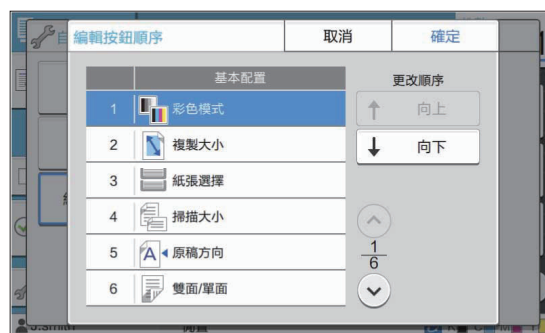 編輯按鈕順序
取消
確定
基本配置
更改順序
1 彩色模式
向上
2 複製大小
向下
3 紙張選擇
4 掃描大小
5 A 原稿方向
1
6
6 雙面/單面